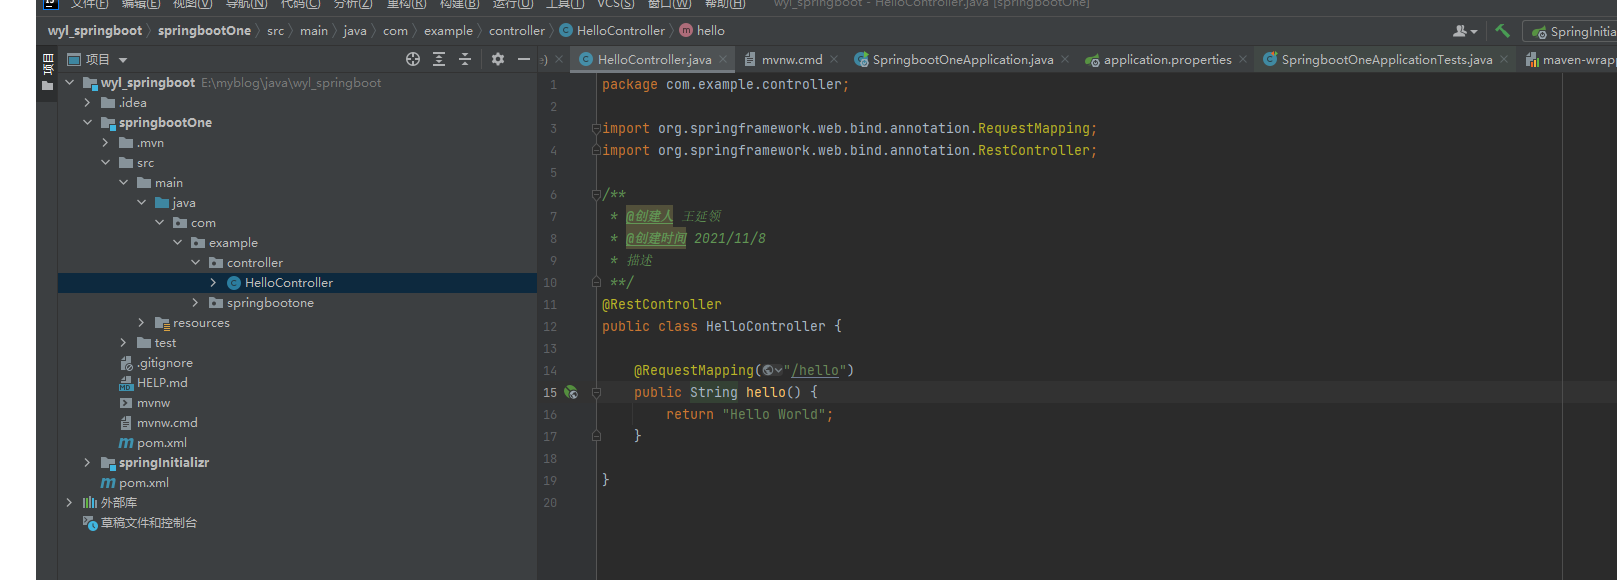 文件(F) 编辑(E) 视图(V) 导航(N) 代码(C) 分析(Z) 重构(R) 构建(B) 运行(U) 工具(T) VCS(S) 窗口(W) 帮助(H) wyl_springboot - HelloController.java [springbootOne]
wyl_springboot springbootOne src main java com example controller HelloController hello SpringInitia
项目
项目
HelloController.java mvnw.cmd SpringbootOneApplication.java application.properties SpringbootOneApplicationTests.java maven-wrapp
wyl_springboot E:\myblog\java\wyl_springboot
.idea
springbootOne
.mvn
src
main
java
com
example
controller
HelloController
springbootone
resources
test
.gitignore
HELP.md
mvnw
mvnw.cmd
pom.xml
springInitializr
pom.xml
外部库
草稿文件和控制台
1 package com.example.controller;
2
3 import org.springframework.web.bind.annotation.RequestMapping;
4 import org.springframework.web.bind.annotation.RestController;
5
6 /**
7 * @创建人 王延领
8 * @创建时间 2021/11/8
9 * 描述
10 **/
11 @RestController
12 public class HelloController {
13
14 @RequestMapping("/hello")
15 public String hello() {
16 return "Hello World";
17 }
18
19 }
20